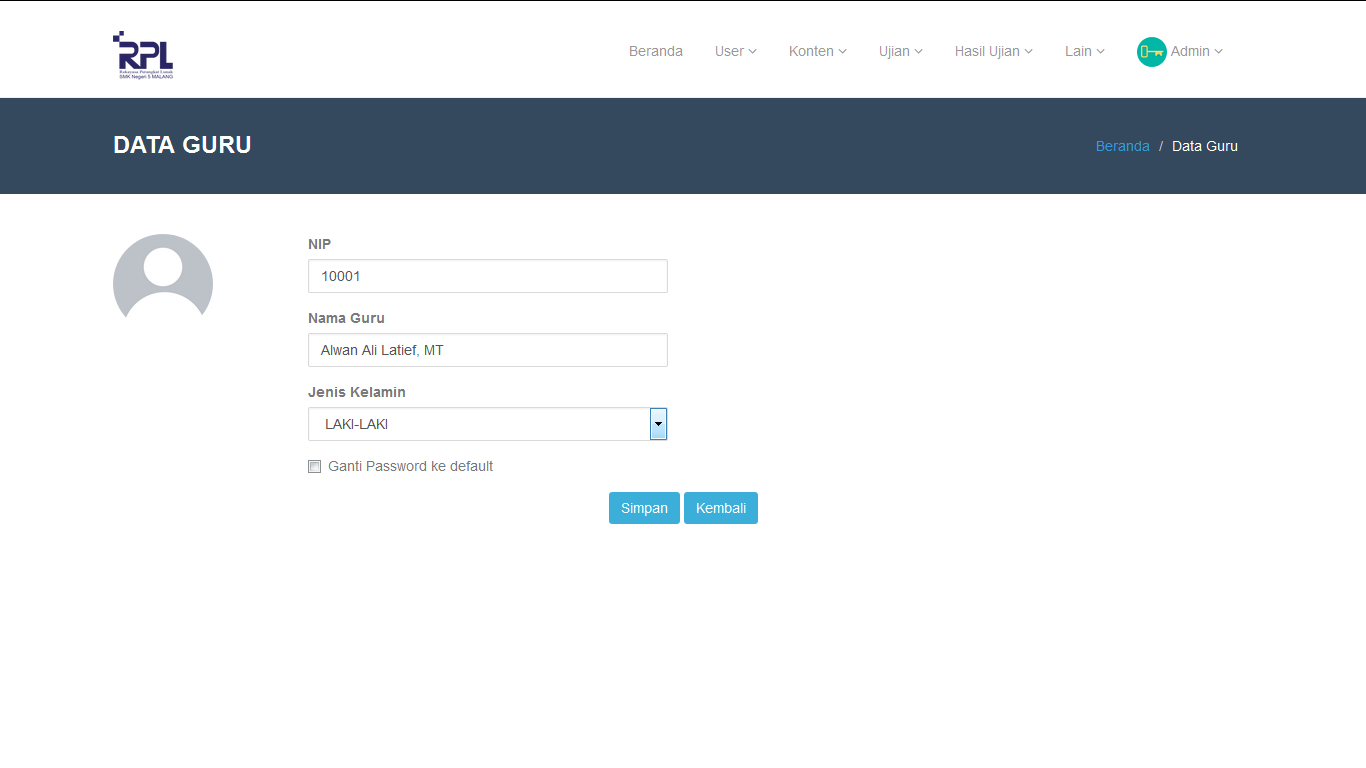 RPL
Rekayasa Perangkat Lunak
SMK Negeri 5 MALANG
Beranda User Konten Ujian Hasil Ujian Lain Admin
DATA GURU
Beranda / Data Guru
NIP
10001
Nama Guru
Alwan Ali Latief, MT
Jenis Kelamin
LAKI-LAKI
Ganti Password ke default
Simpan Kembali